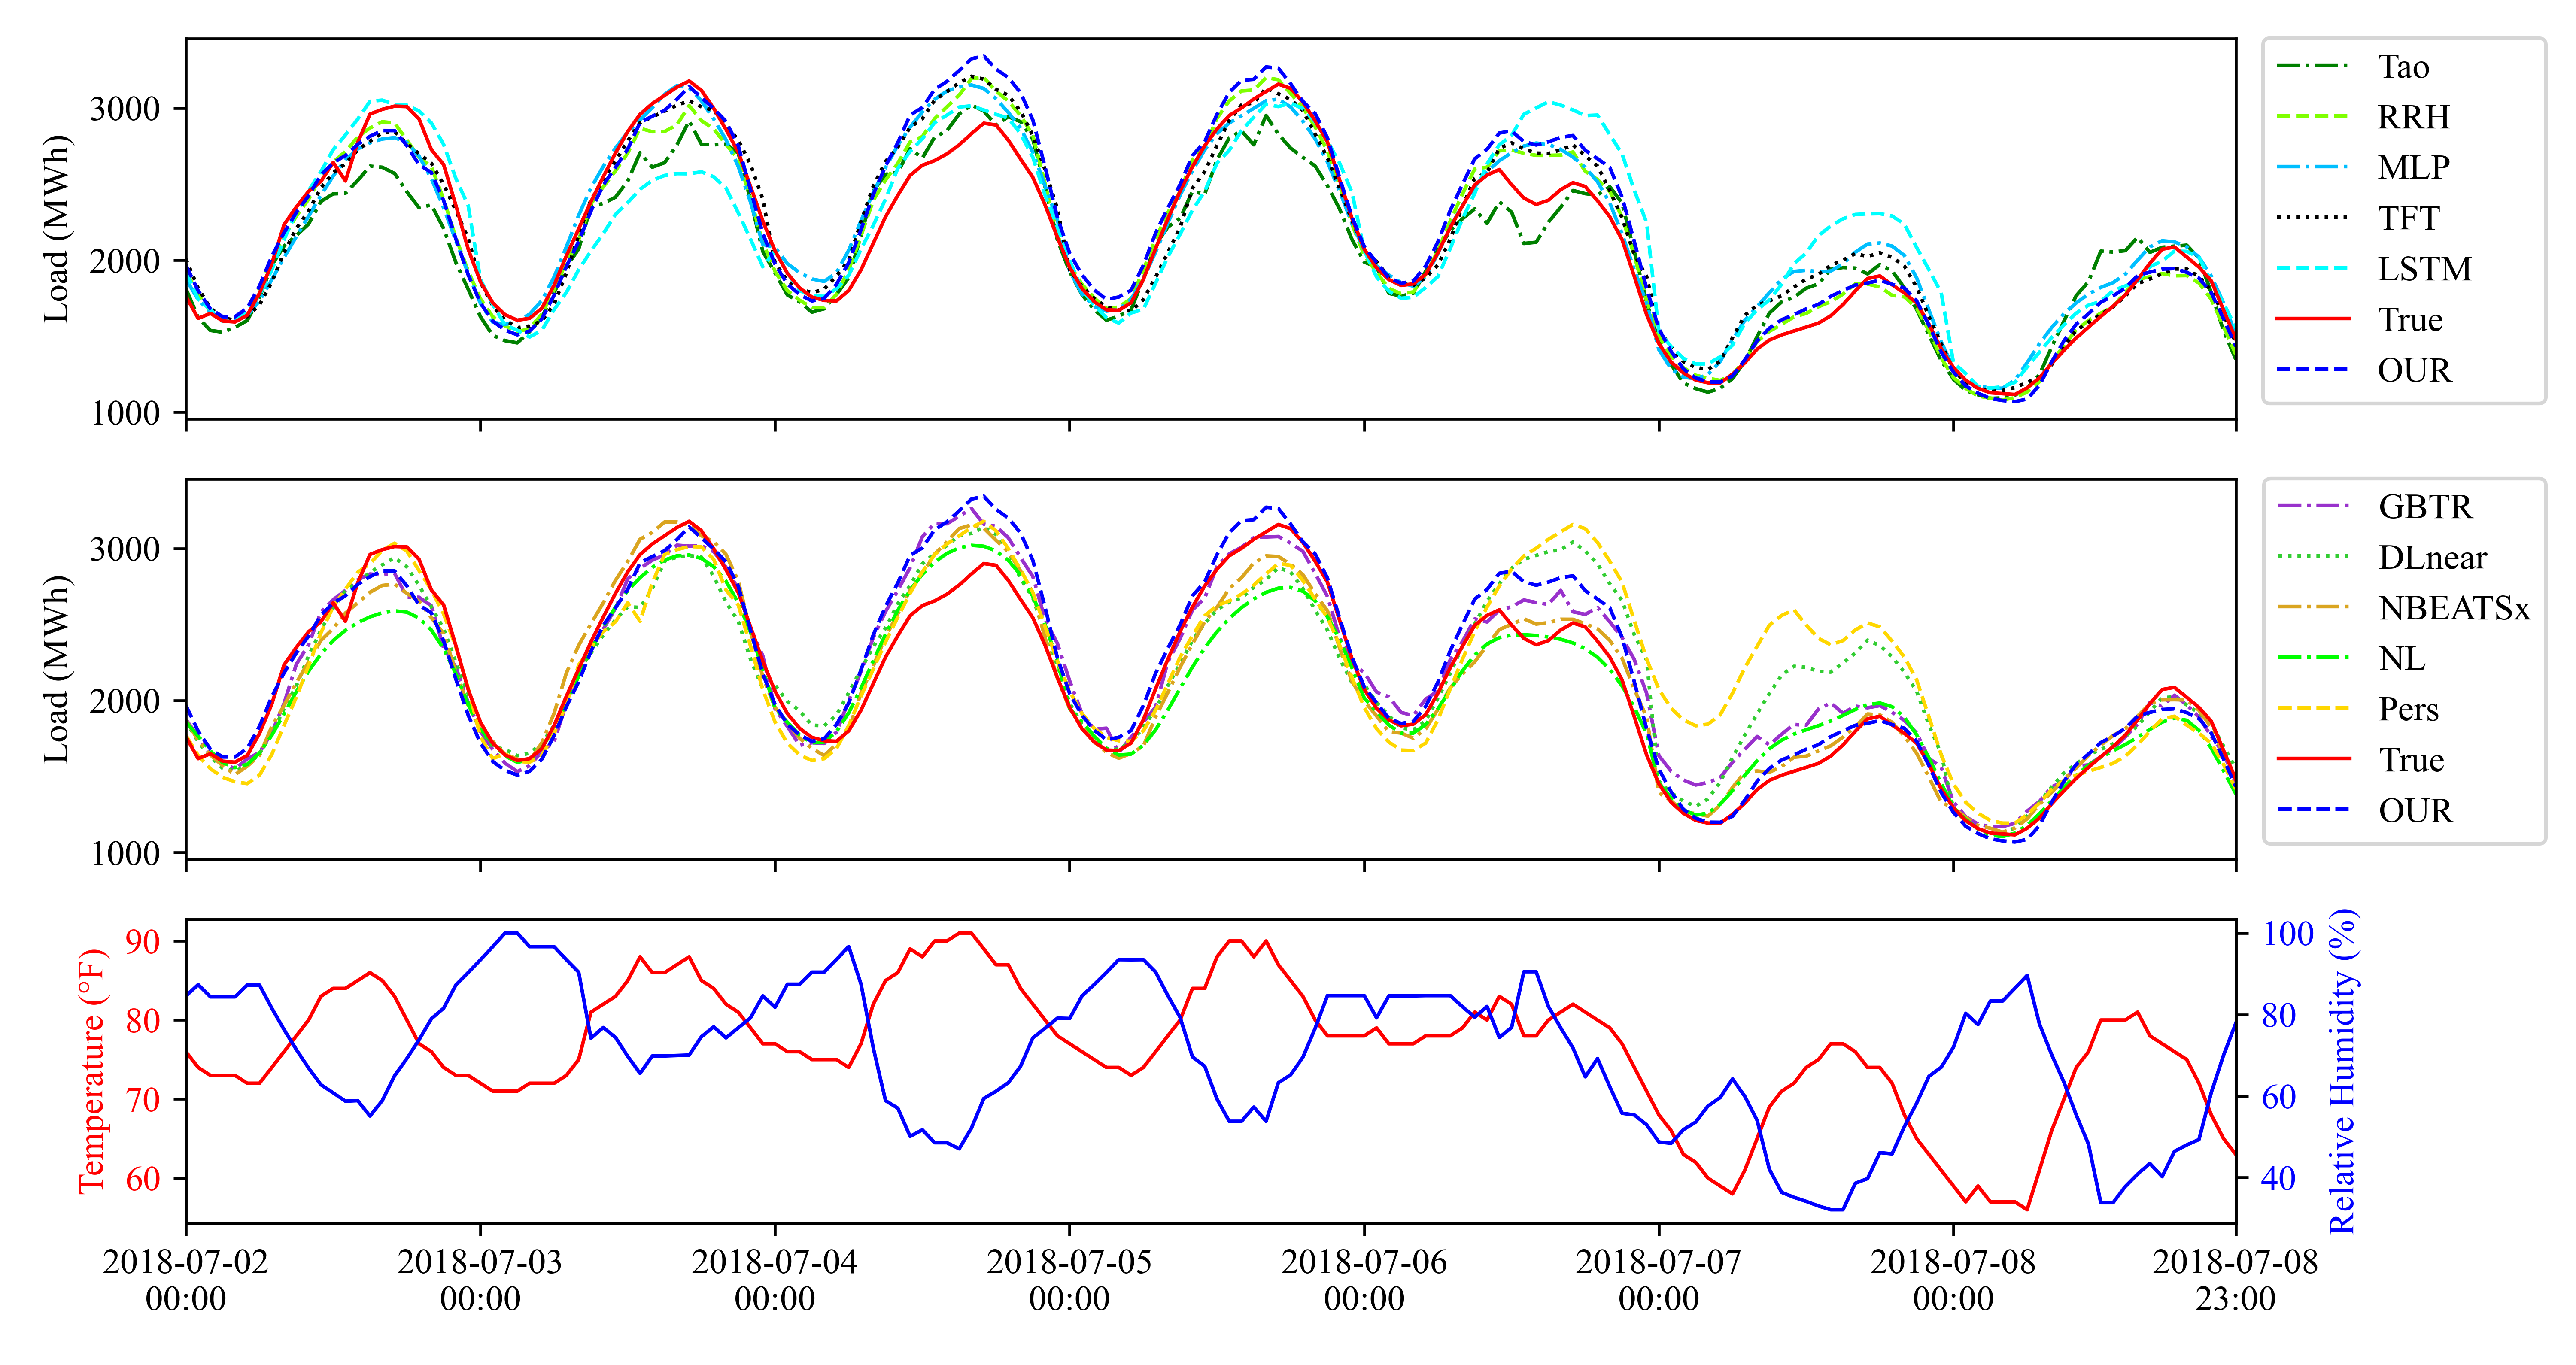 Load (MWh)
3000
2000
1000
Tao
RRH
MLP
TFT
LSTM
True
OUR
Load (MWh)
3000
2000
1000
GBTR
DLnear
NBEATSx
NL
Pers
True
OUR
Temperature (°F)
90
80
70
60
100
80
60
40
Relative Humidity (%)
2018-07-02 2018-07-03 2018-07-04 2018-07-05 2018-07-06 2018-07-07 2018-07-08 2018-07-08
00:00 00:00 00:00 00:00 00:00 00:00 00:00 23:00